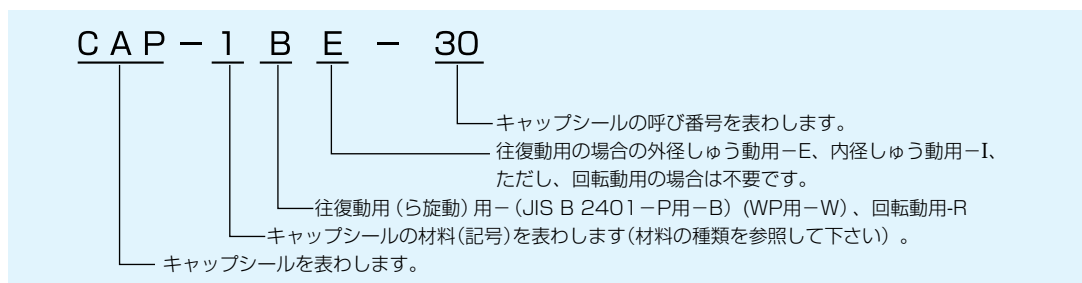 CAP－1BE－30
キャップシールの呼び番号を表わします。
往復動用の場合の外径しゅう動用－E、内径しゅう動用－I、
ただし、回転動用の場合は不要です。
往復動用（ら旋動）用－（JIS B 2401－P用－B）(WP用－W）、回転動用-R
キャップシールの材料（記号）を表わします（材料の種類を参照して下さい）。
キャップシールを表わします。